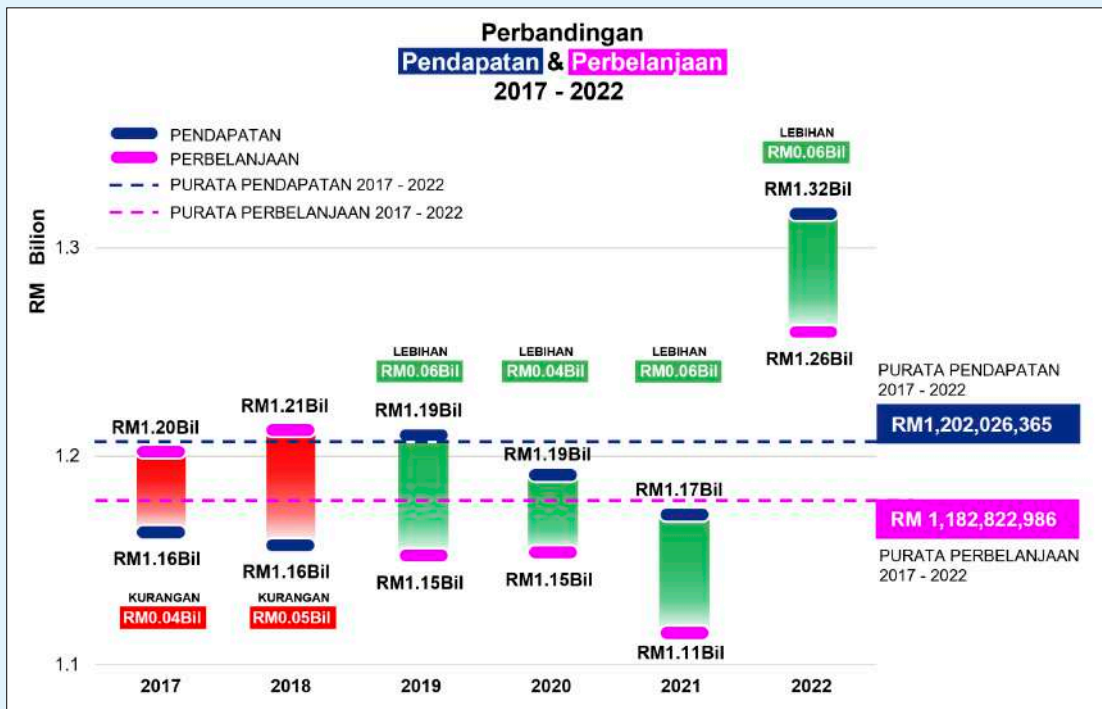 Perbandingan
Pendapatan & Perbelanjaan
2017 - 2022
PENDAPATAN
PERBELANJAAN
PURATA PENDAPATAN 2017 - 2022
PURATA PERBELANJAAN 2017 - 2022
RM Bilion
1.3
1.2
1.1
RM1.20Bil
RM1.16Bil
KURANGAN
RM0.04Bil
RM1.21Bil
RM1.16Bil
KURANGAN
RM0.05Bil
LEBIHAN
RM0.06Bil
RM1.19Bil
RM1.15Bil
LEBIHAN
RM0.04Bil
RM1.19Bil
RM1.15Bil
LEBIHAN
RM0.06Bil
RM1.17Bil
RM1.11Bil
LEBIHAN
RM0.06Bil
RM1.32Bil
RM1.26Bil
PURATA PENDAPATAN
2017 - 2022
RM1,202,026,365
RM 1,182,822,986
PURATA PERBELANJAAN
2017 - 2022
2017 2018 2019 2020 2021 2022